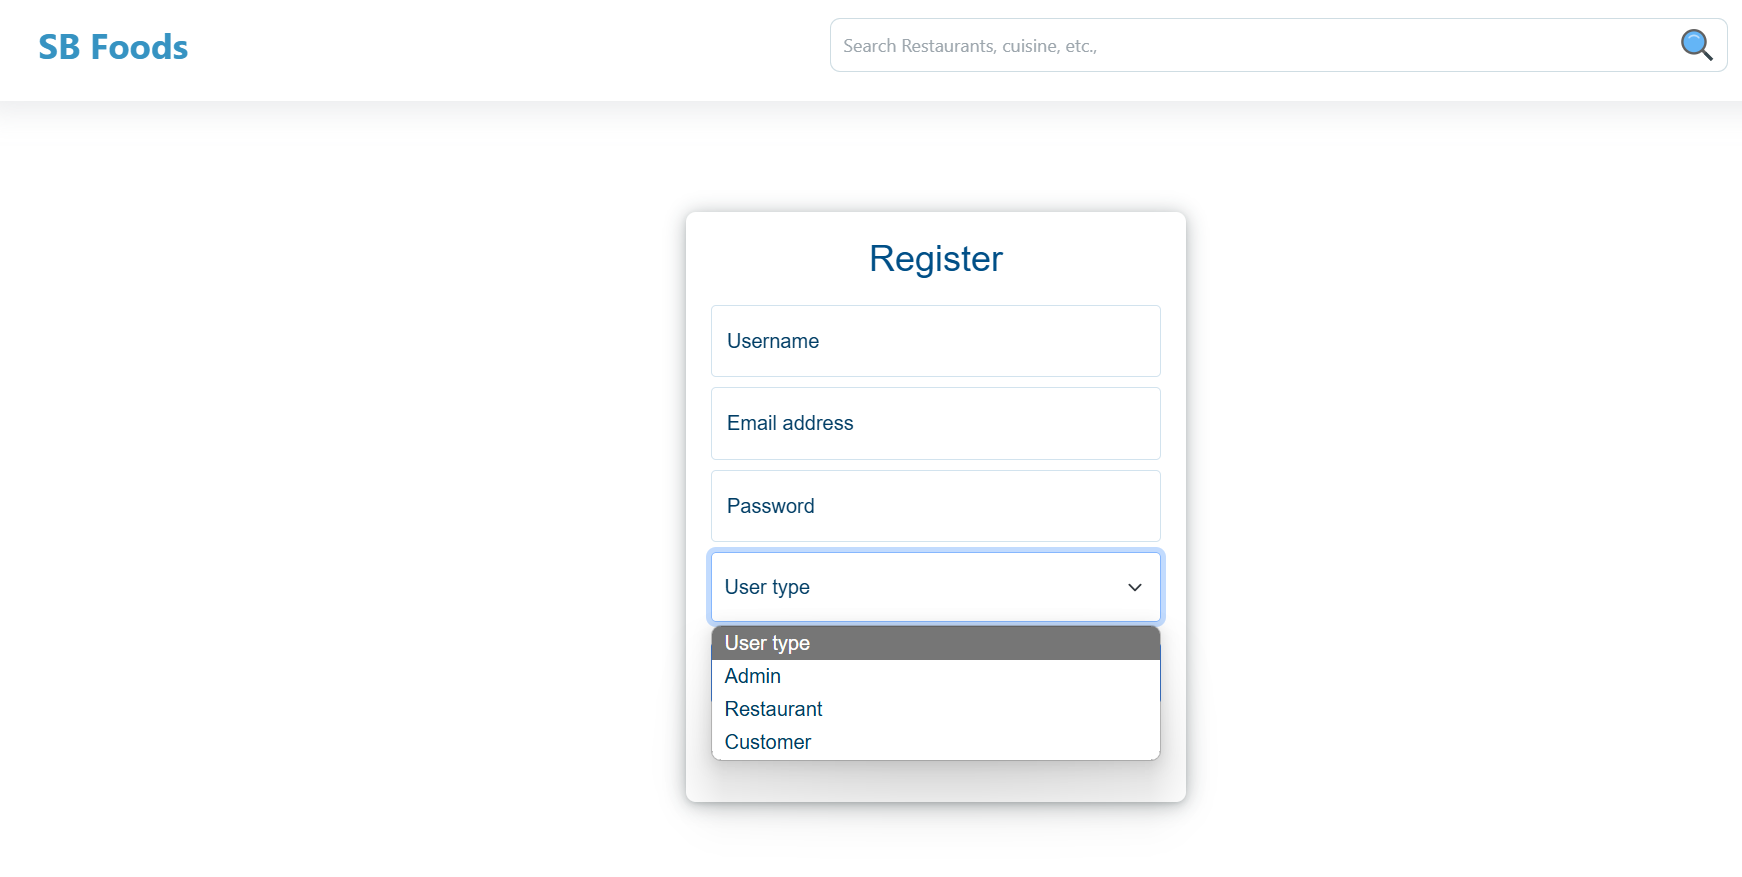 SB Foods
Search Restaurants, cuisine, etc.,
Register
Username
Email address
Password
User type
User type
Admin
Restaurant
Customer